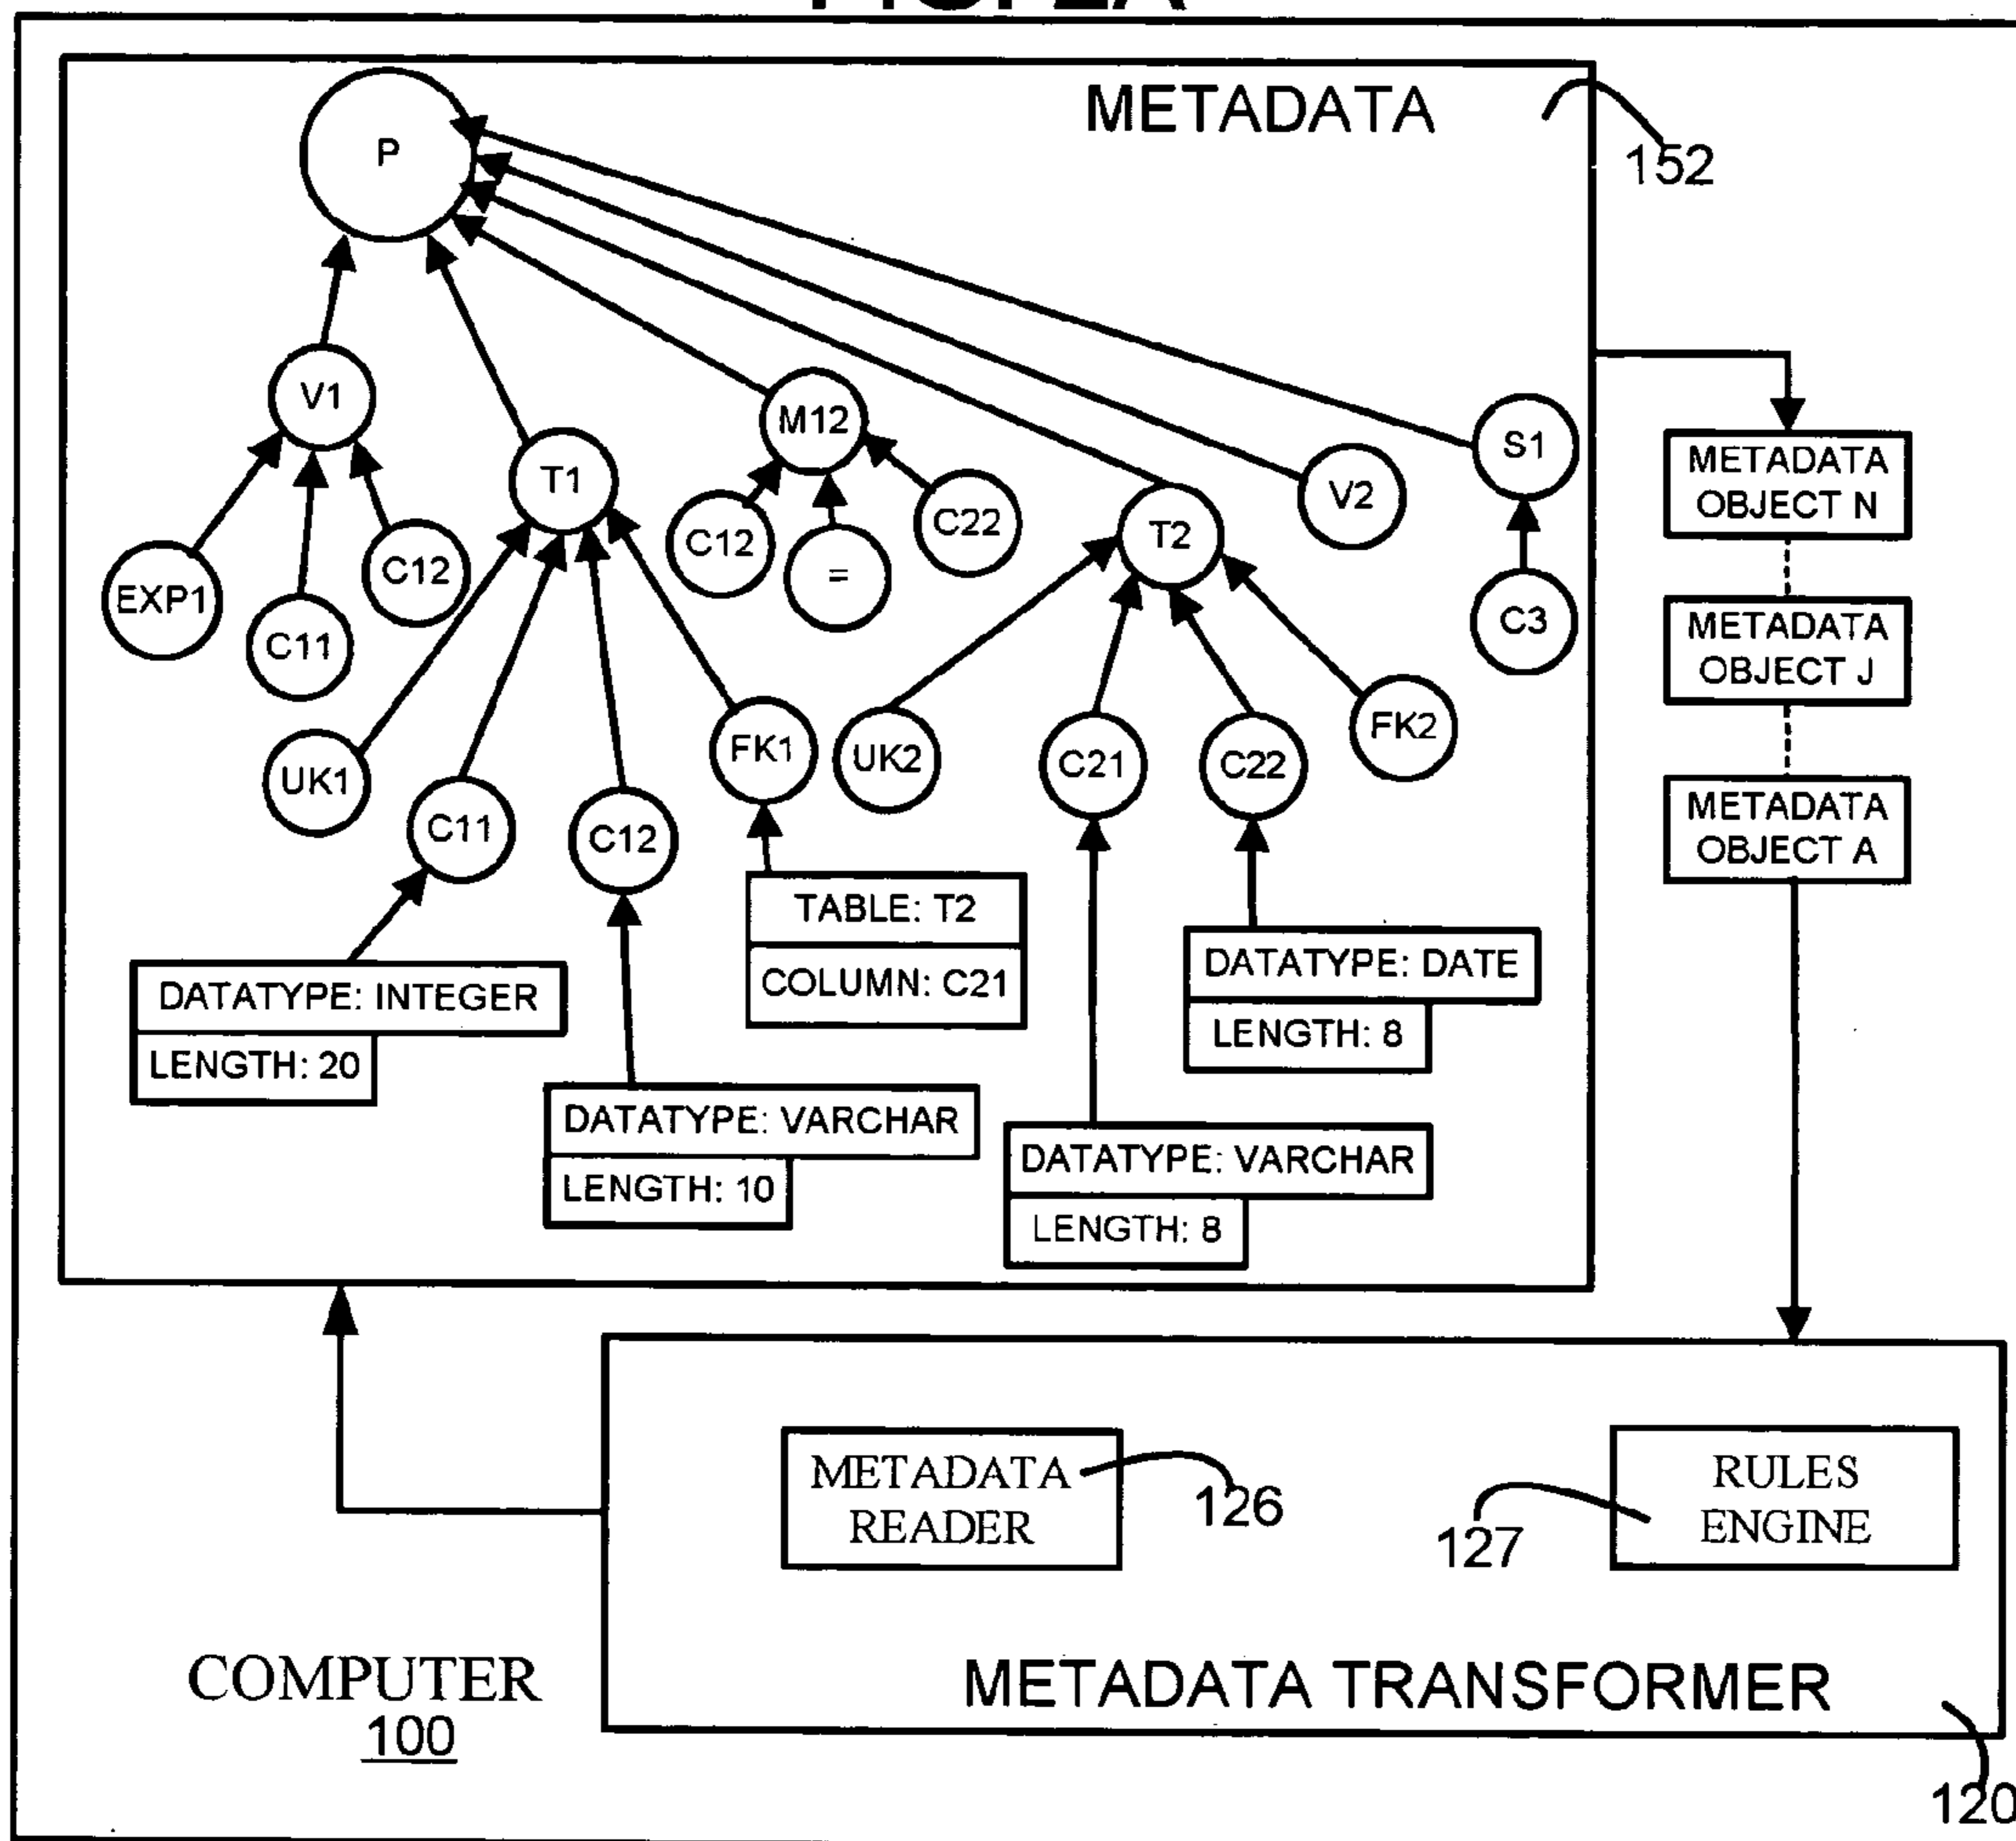 METADATA
152
P
V1
T1
M12
T2
V2
S1
EXP1
C11
C12
C12
=
C22
C3
UK1
C11
C12
FK1
UK2
C21
C22
FK2
TABLE: T2
COLUMN: C21
DATATYPE: INTEGER
LENGTH: 20
DATATYPE: VARCHAR
LENGTH: 10
DATATYPE: VARCHAR
LENGTH: 8
DATATYPE: DATE
LENGTH: 8
METADATA
OBJECT N
METADATA
OBJECT J
METADATA
OBJECT A
METADATA
READER
126
127
RULES
ENGINE
COMPUTER
100
METADATA TRANSFORMER
120